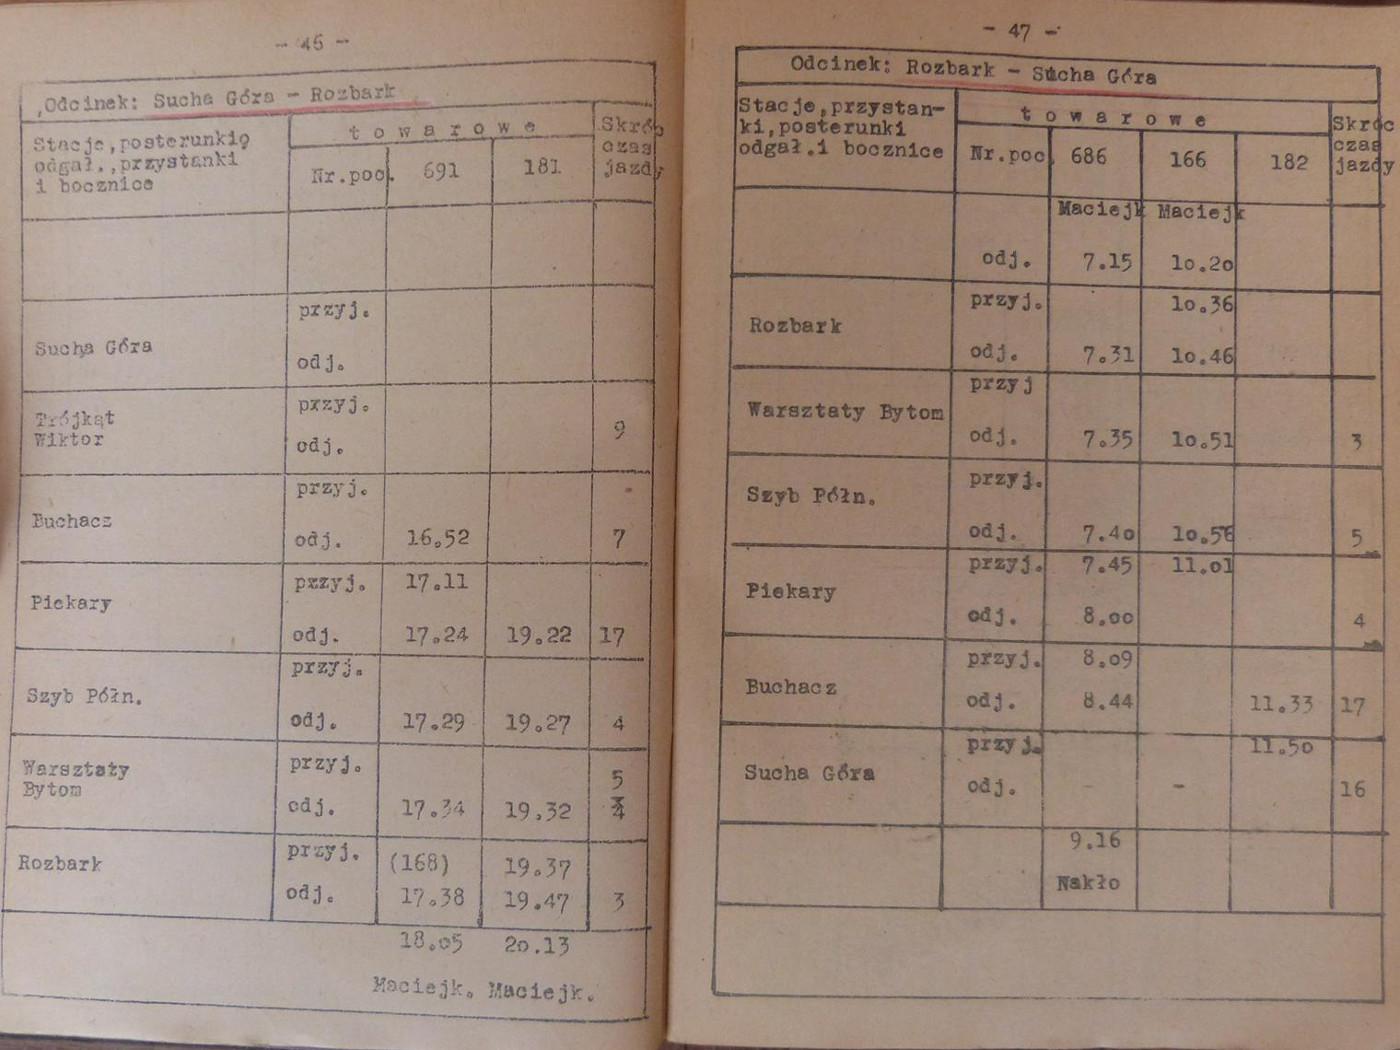 - 46 -
Odcinek: Sucha Góra - Rozbark
Stacje,posterunkię
odgał.,przystanki
i bocznice
towarowe
Nr.poc. 691 181
Skróc
czas
jazdy
Sucha Góra
przyj.
odj.
Trójkąt
Wiktor
przyj.
odj. 9
Buchacz
przyj.
odj. 16.52 7
Piekary
przyj. 17.11
odj. 17.24 19.22 17
Szyb Półn.
przyj.
odj. 17.29 19.27 4
Warsztaty
Bytom
przyj. 5
odj. 17.34 19.32 4
Rozbark
przyj. (168) 19.37
odj. 17.38 19.47 3
18.05 20.13
Maciejk. Maciejk.
- 47 -
Odcinek: Rozbark - Sucha Góra
Stacje,przystan-
ki,posterunki
odgał.i bocznice
towarowe
Nr.poc 686 166 182
Skróc
czas
jazdy
Maciejk Maciejk
odj. 7.15 10.20
Rozbark
przyj. 10.36
odj. 7.31 10.46
Warsztaty Bytom
przyj
odj. 7.35 10.51 3
Szyb Półn.
przyj.
odj. 7.40 10.56 5
Piekary
przyj. 7.45 11.01
odj. 8.00 4
Buchacz
przyj. 8.09
odj. 8.44 11.33 17
Sucha Góra
przyj. 11.50
odj. - - 16
9.16
Nakło